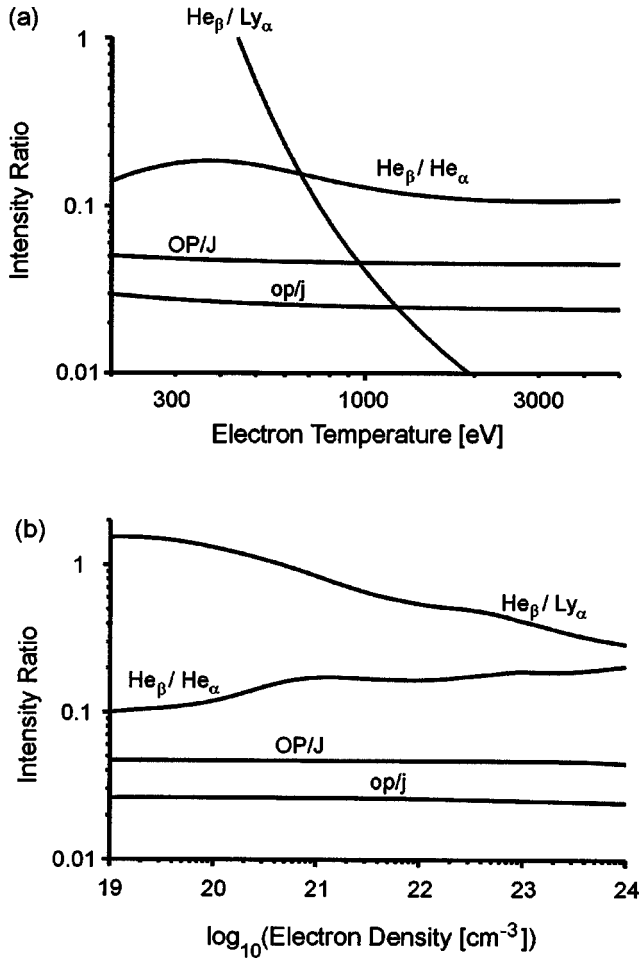 (a)
He_β / Ly_α
1
He_β / He_α
0.1
OP/J
op/j
0.01
300 1000 3000
Intensity Ratio
Electron Temperature [eV]
(b)
1
He_β / Ly_α
He_β / He_α
0.1
OP/J
op/j
0.01
19 20 21 22 23 24
Intensity Ratio
log₁₀(Electron Density [cm⁻³])